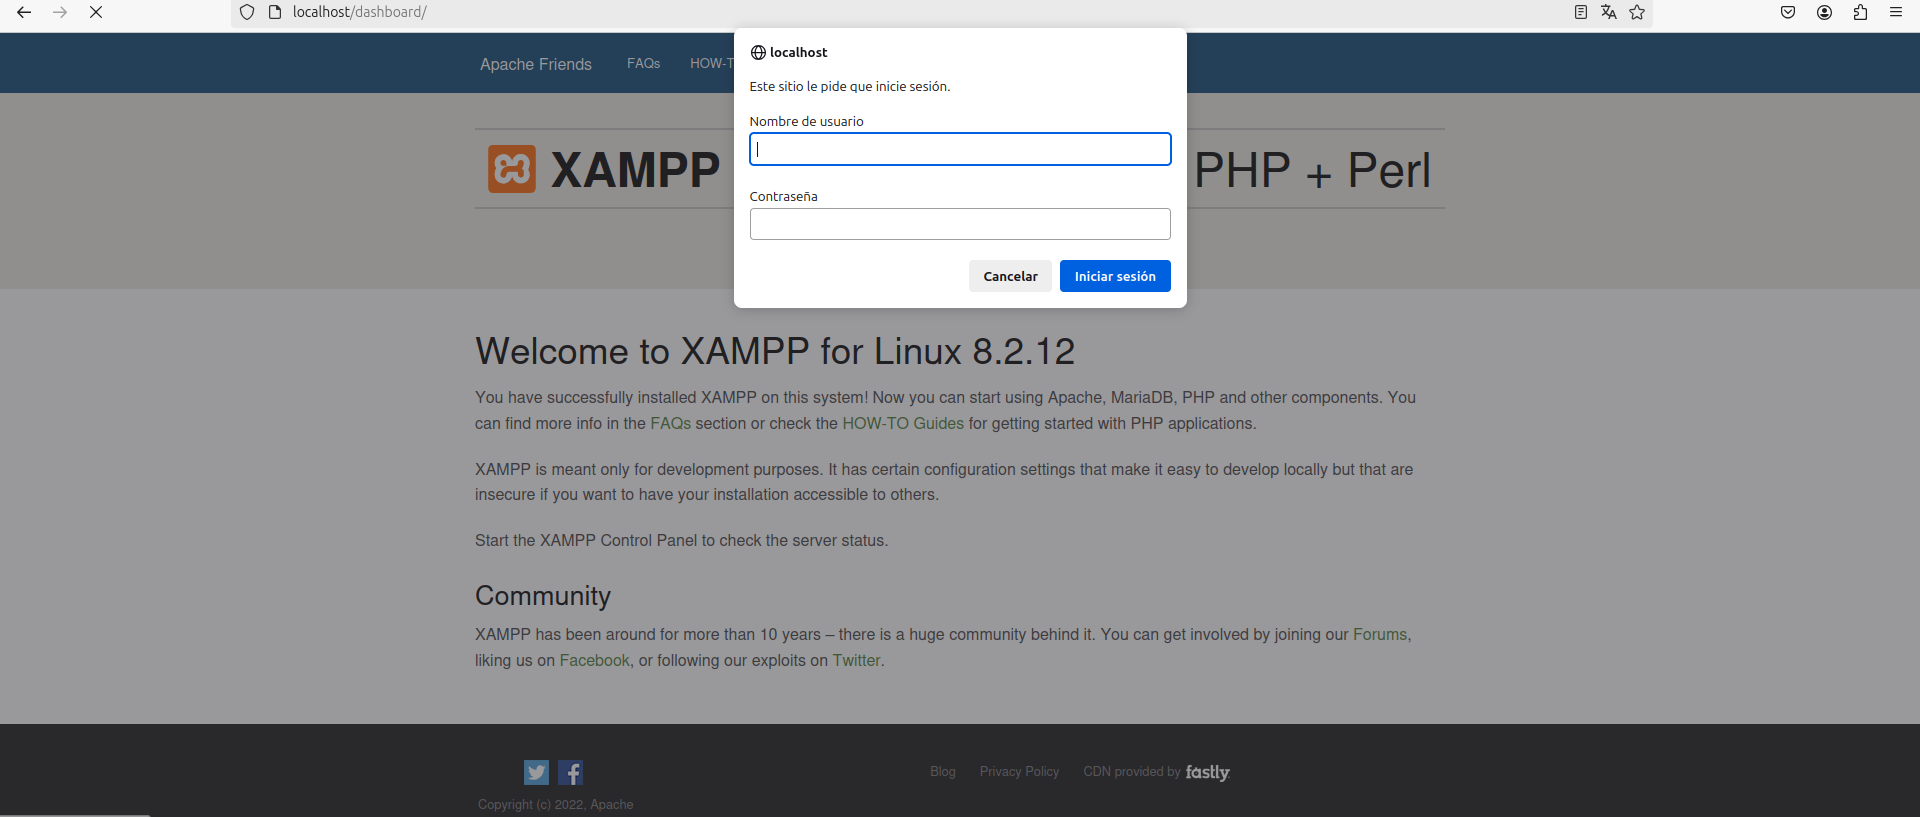 localhost/dashboard/
Apache Friends FAQs HOW-T
XAMPP PHP + Perl
localhost
Este sitio le pide que inicie sesión.
Nombre de usuario
Contraseña
Cancelar Iniciar sesión
Welcome to XAMPP for Linux 8.2.12
You have successfully installed XAMPP on this system! Now you can start using Apache, MariaDB, PHP and other components. You
can find more info in the FAQs section or check the HOW-TO Guides for getting started with PHP applications.
XAMPP is meant only for development purposes. It has certain configuration settings that make it easy to develop locally but that are
insecure if you want to have your installation accessible to others.
Start the XAMPP Control Panel to check the server status.
Community
XAMPP has been around for more than 10 years – there is a huge community behind it. You can get involved by joining our Forums,
liking us on Facebook, or following our exploits on Twitter.
Blog Privacy Policy CDN provided by fastly
Copyright (c) 2022, Apache